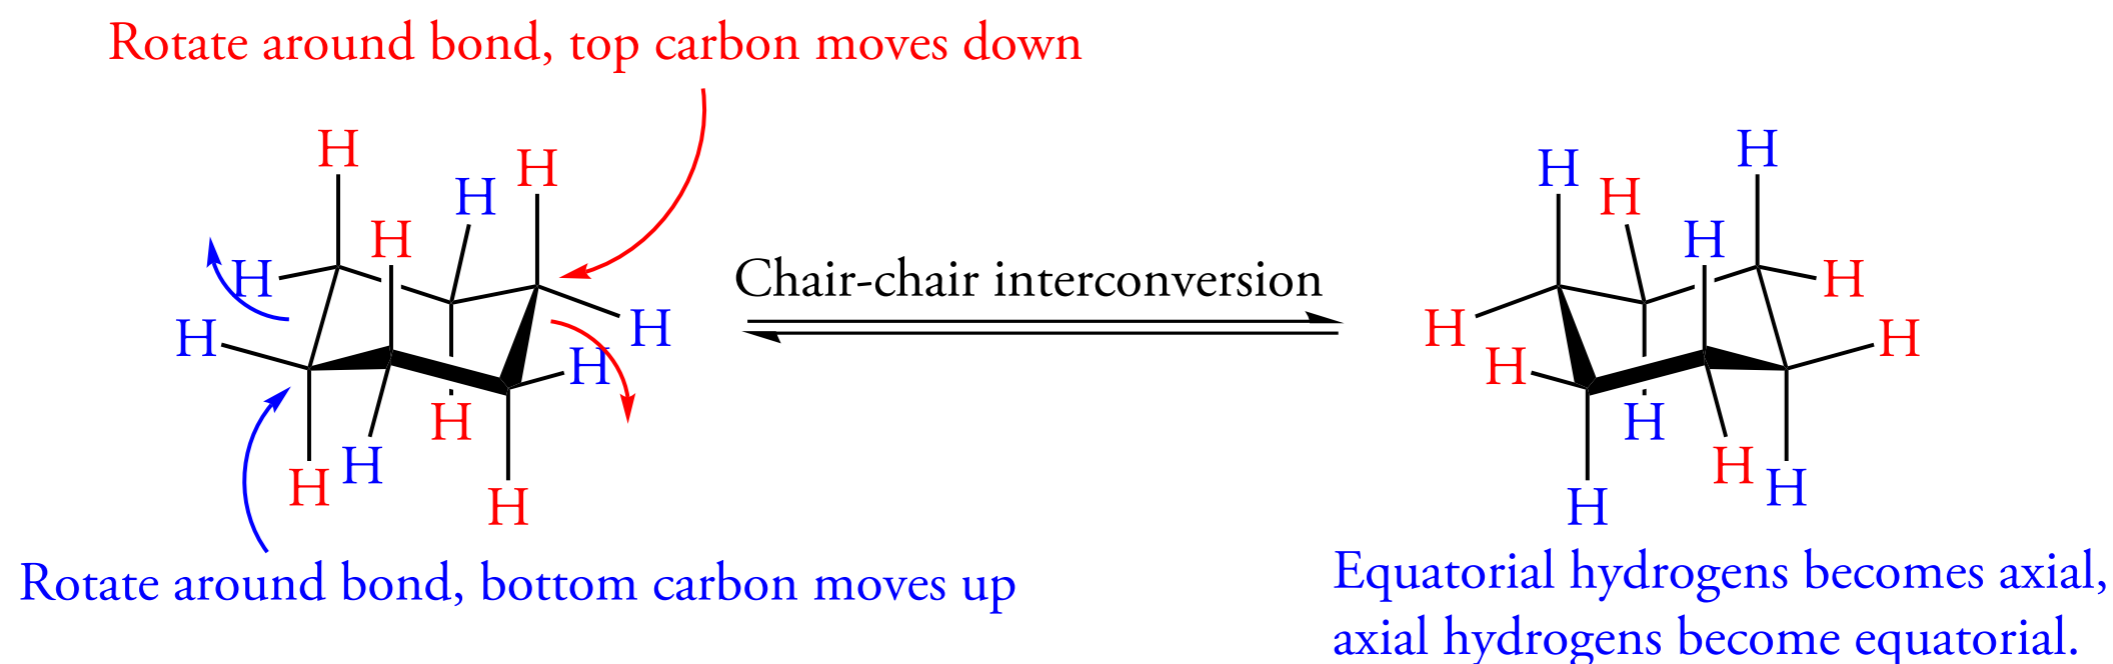 Rotate around bond, top carbon moves down
H
H
H
H
H
H
H
H
H
H
H
H
Chair-chair interconversion
H
H
H
H
H
H
H
H
H
H
H
H
Rotate around bond, bottom carbon moves up
Equatorial hydrogens becomes axial,
axial hydrogens become equatorial.